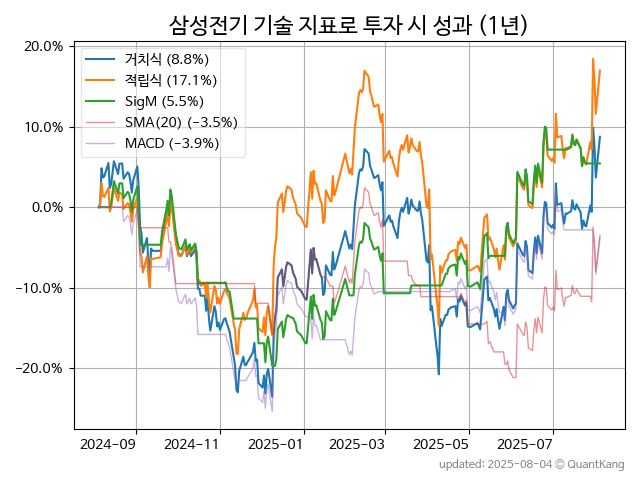 삼성전기 기술 지표로 투자 시 성과 (1년)
20.0%
10.0%
0.0%
−10.0%
−20.0%
거치식 (8.8%)
적립식 (17.1%)
SigM (5.5%)
SMA(20) (−3.5%)
MACD (−3.9%)
2024-09
2024-11
2025-01
2025-03
2025-05
2025-07
updated: 2025-08-04 © QuantKang